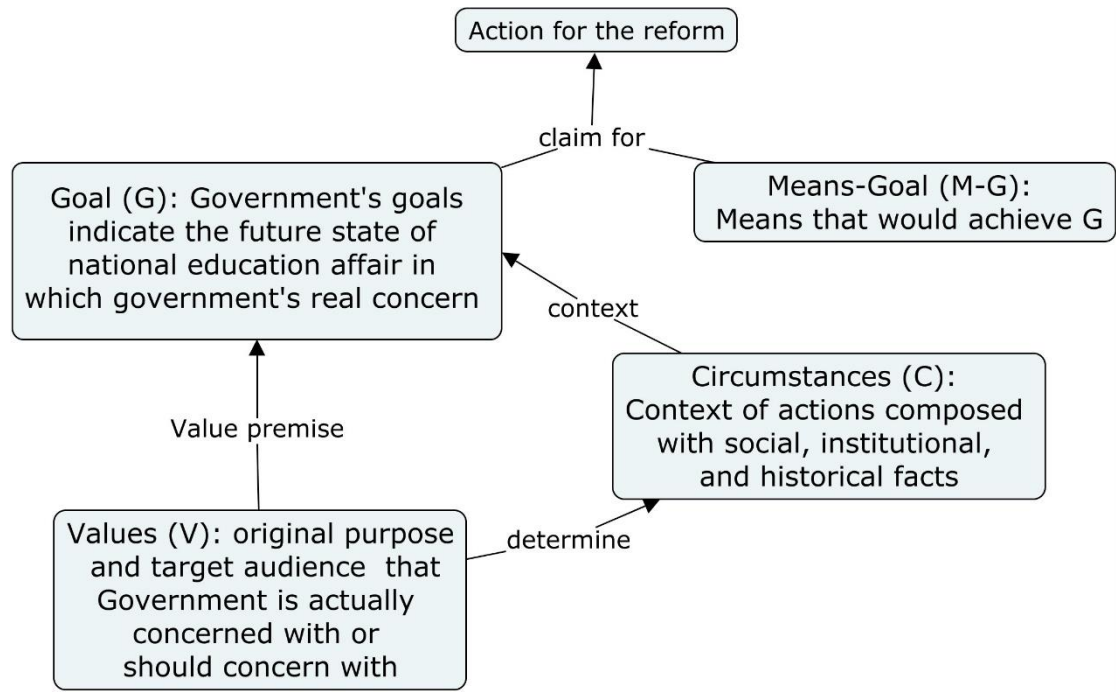 Action for the reform
claim for
Goal (G): Government's goals
indicate the future state of
national education affair in
which government's real concern
Means-Goal (M-G):
Means that would achieve G
context
Circumstances (C):
Context of actions composed
with social, institutional,
and historical facts
Value premise
Values (V): original purpose
and target audience that
Government is actually
concerned with or
should concern with
determine